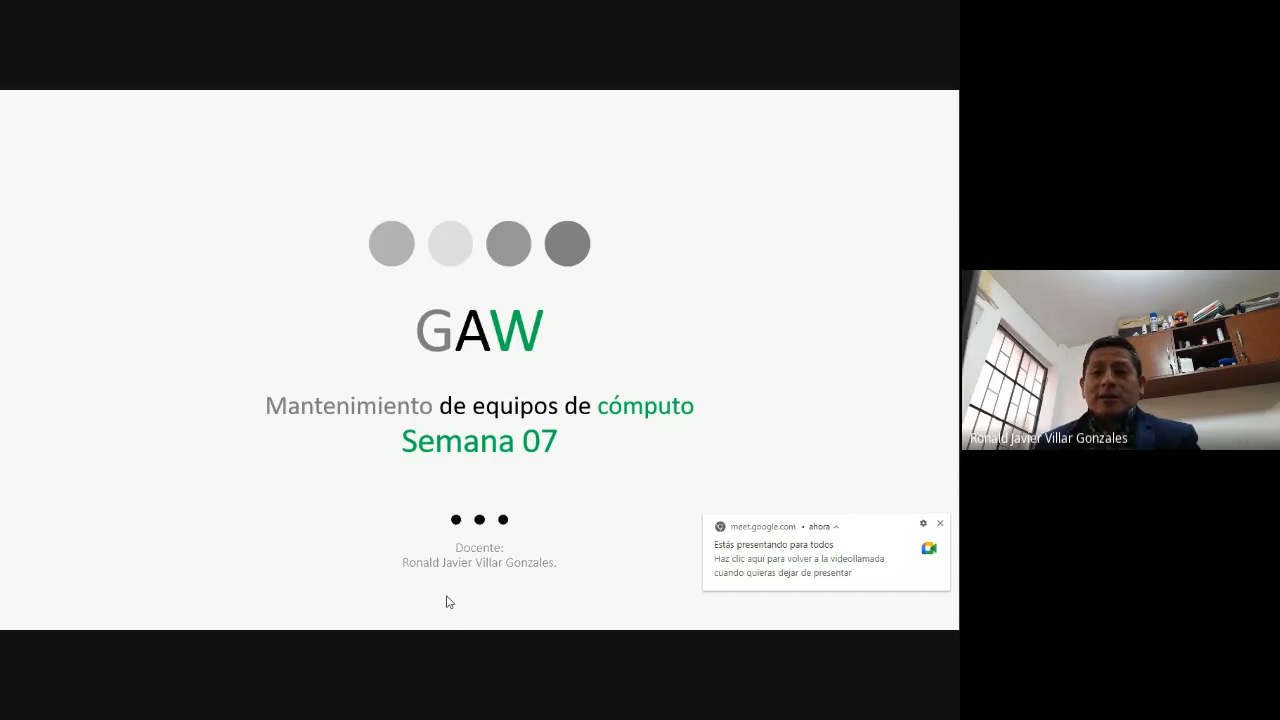 GAW
Mantenimiento de equipos de cómputo
Semana 07
Docente:
Ronald Javier Villar Gonzales.
meet.google.com • ahora
Estás presentando para todos
Haz clic aquí para volver a la videollamada
cuando quieras dejar de presentar
Ronald Javier Villar Gonzales